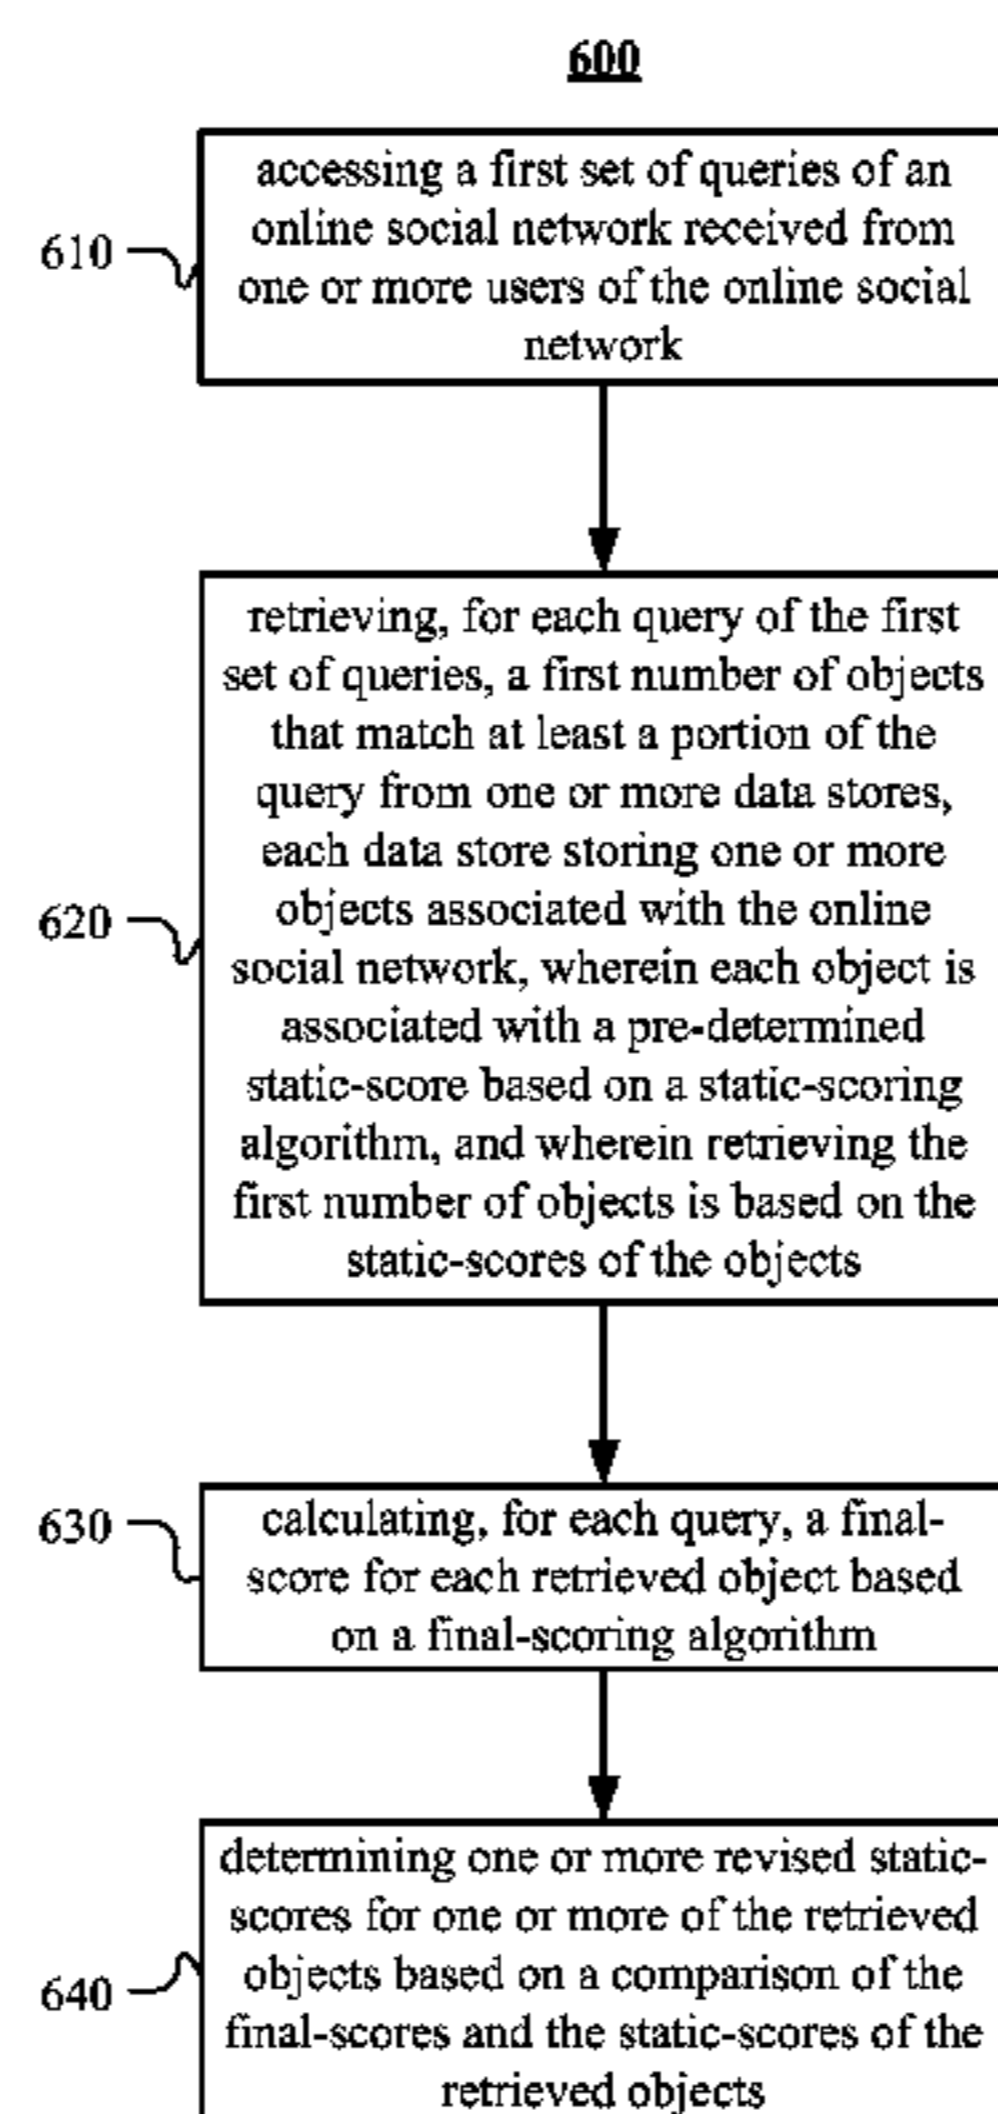 600
accessing a first set of queries of an
online social network received from
one or more users of the online social
network
610
retrieving, for each query of the first
set of queries, a first number of objects
that match at least a portion of the
query from one or more data stores,
each data store storing one or more
objects associated with the online
social network, wherein each object is
associated with a pre-determined
static-score based on a static-scoring
algorithm, and wherein retrieving the
first number of objects is based on the
static-scores of the objects
620
calculating, for each query, a final-
score for each retrieved object based
on a final-scoring algorithm
630
determining one or more revised static-
scores for one or more of the retrieved
objects based on a comparison of the
final-scores and the static-scores of the
retrieved objects
640